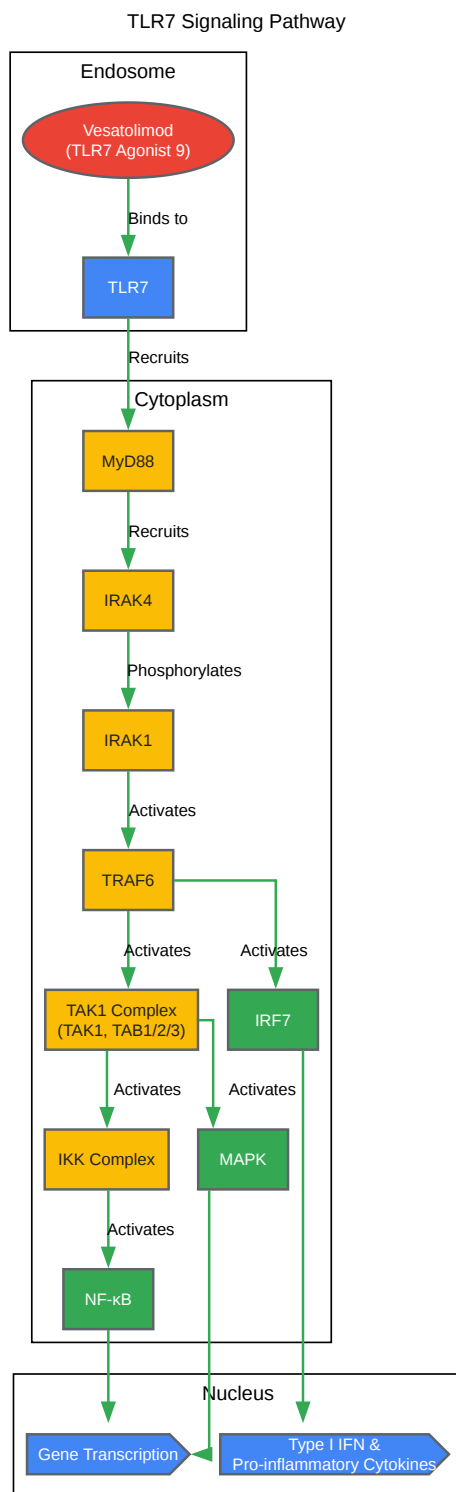 TLR7 Signaling Pathway
Endosome
Vesatolimod
(TLR7 Agonist 9)
Binds to
TLR7
Recruits
Cytoplasm
MyD88
Recruits
IRAK4
Phosphorylates
IRAK1
Activates
TRAF6
Activates
Activates
TAK1 Complex
(TAK1, TAB1/2/3)
IRF7
Activates
Activates
IKK Complex
MAPK
Activates
NF-κB
Nucleus
Gene Transcription
Type I IFN &
Pro-inflammatory Cytokines